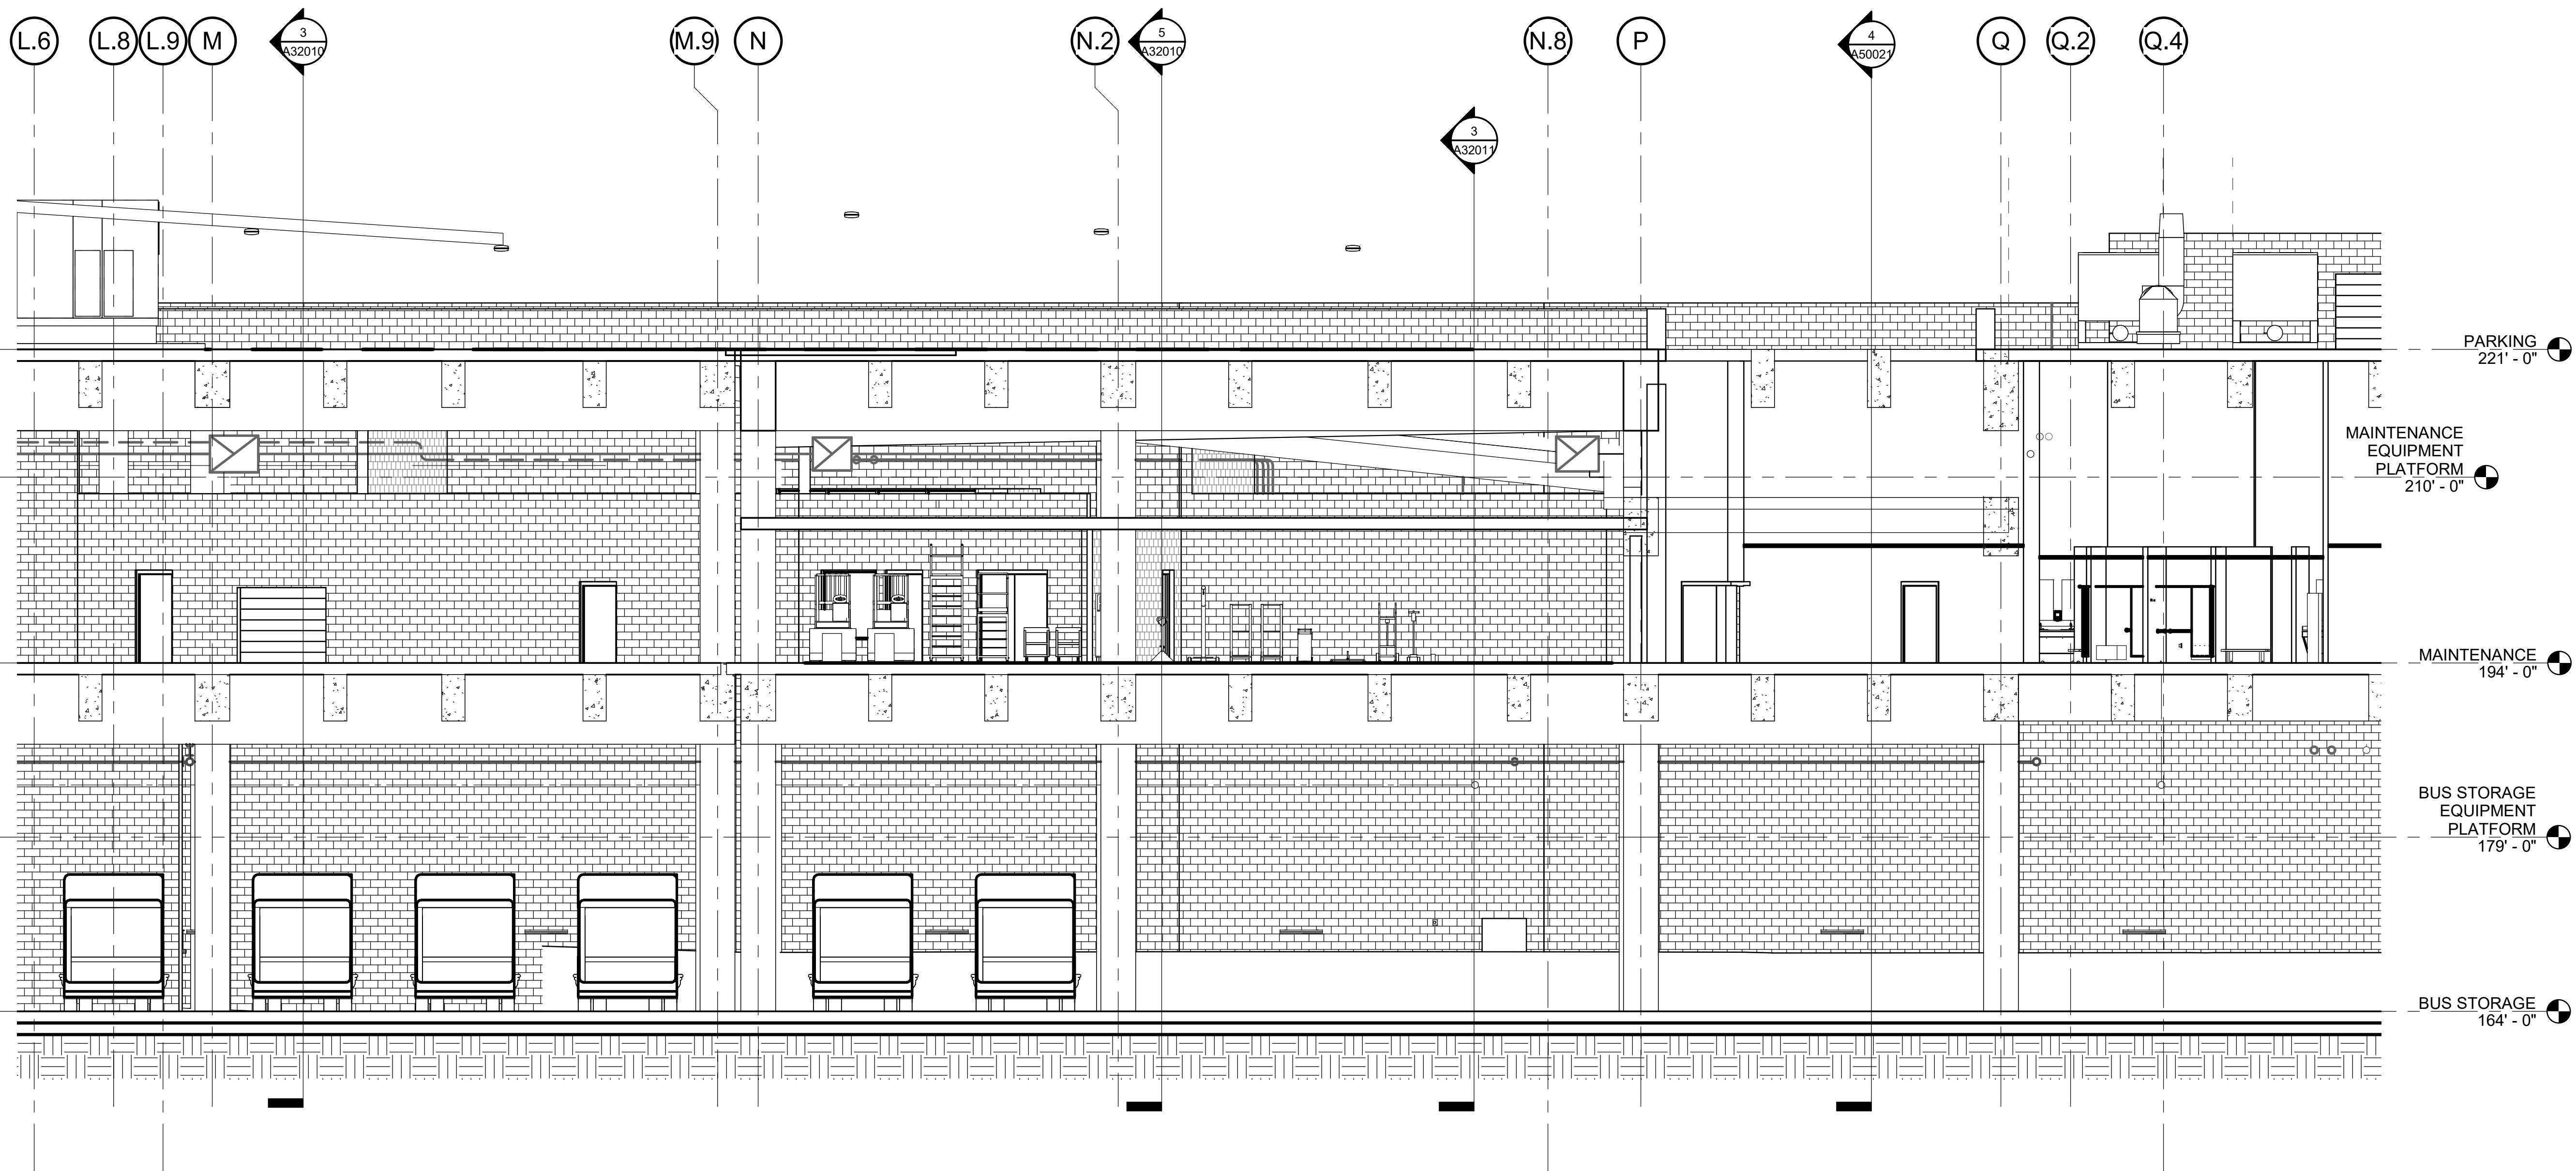 L.6
L.8
L.9
M
3
A32010
M.9
N
N.2
5
A32010
N.8
P
4
A50021
Q
Q.2
Q.4
3
A32011
PARKING
221' - 0"
MAINTENANCE
EQUIPMENT
PLATFORM
210' - 0"
MAINTENANCE
194' - 0"
BUS STORAGE
EQUIPMENT
PLATFORM
179' - 0"
BUS STORAGE
164' - 0"